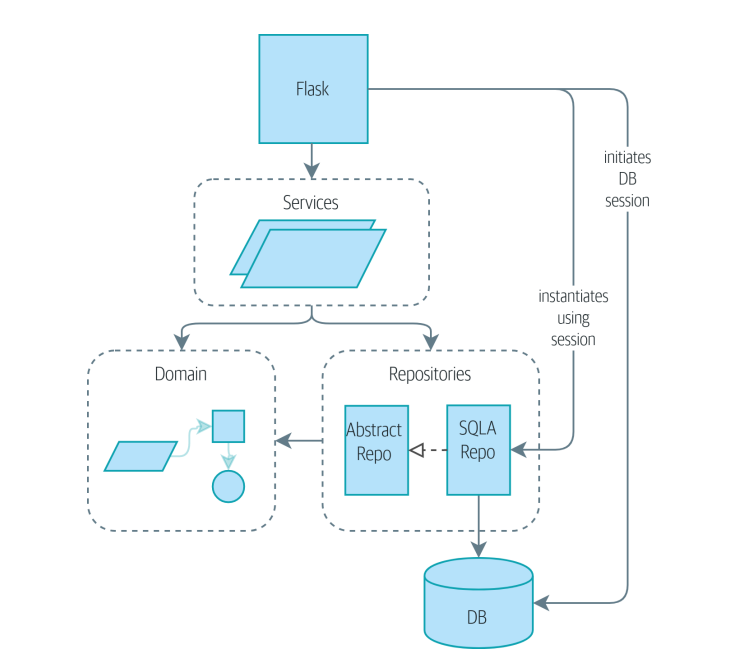 Flask
initiates
DB
session
Services
instantiates
using
session
Domain
Repositories
Abstract
Repo
SQLA
Repo
DB